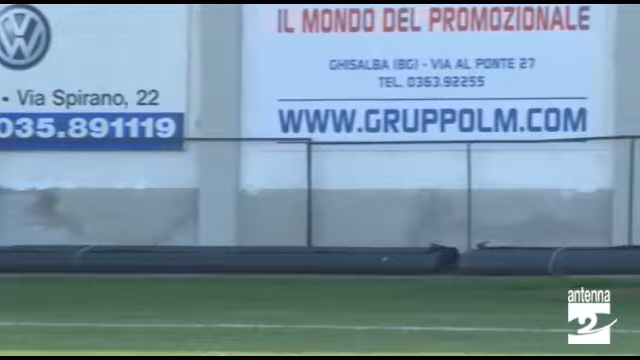 • Via Spirano, 22
035.891119
IL MONDO DEL PROMOZIONALE
GHISALBA (BG) - VIA AL PONTE 27
TEL. 0363.92255
WWW.GRUPPOLM.COM
antenna
2